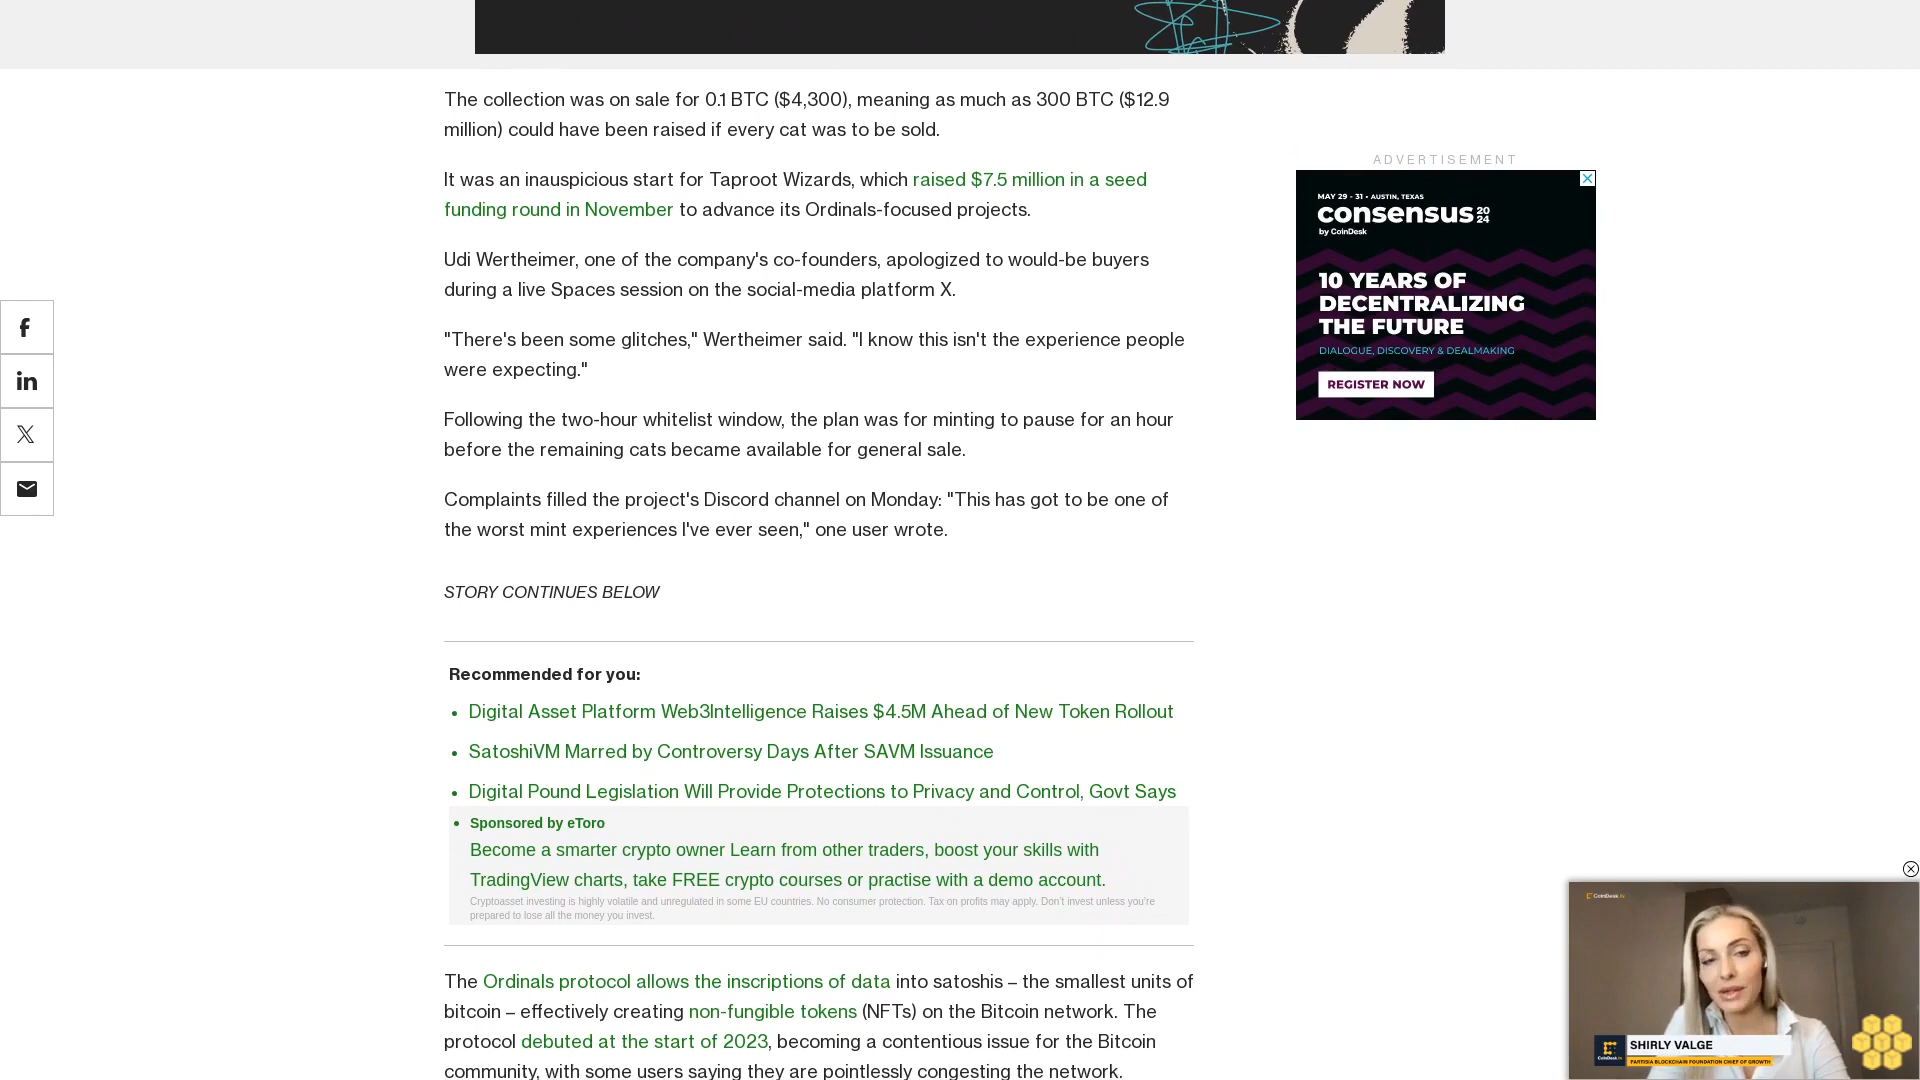 The collection was on sale for 0.1 BTC ($4,300), meaning as much as 300 BTC ($12.9
million) could have been raised if every cat was to be sold.
It was an inauspicious start for Taproot Wizards, which raised $7.5 million in a seed
funding round in November to advance its Ordinals-focused projects.
Udi Wertheimer, one of the company's co-founders, apologized to would-be buyers
during a live Spaces session on the social-media platform X.
"There's been some glitches," Wertheimer said. "I know this isn't the experience people
were expecting."
Following the two-hour whitelist window, the plan was for minting to pause for an hour
before the remaining cats became available for general sale.
Complaints filled the project's Discord channel on Monday: "This has got to be one of
the worst mint experiences I've ever seen," one user wrote.
STORY CONTINUES BELOW
Recommended for you:
• Digital Asset Platform Web3Intelligence Raises $4.5M Ahead of New Token Rollout
• SatoshiVM Marred by Controversy Days After SAVM Issuance
• Digital Pound Legislation Will Provide Protections to Privacy and Control, Govt Says
• Sponsored by eToro
Become a smarter crypto owner Learn from other traders, boost your skills with
TradingView charts, take FREE crypto courses or practise with a demo account.
Cryptoasset investing is highly volatile and unregulated in some EU countries. No consumer protection. Tax on profits may apply. Don't invest unless you're
prepared to lose all the money you invest.
The Ordinals protocol allows the inscriptions of data into satoshis – the smallest units of
bitcoin – effectively creating non-fungible tokens (NFTs) on the Bitcoin network. The
protocol debuted at the start of 2023, becoming a contentious issue for the Bitcoin
community, with some users saying they are pointlessly congesting the network.
ADVERTISEMENT
MAY 29 - 31 • AUSTIN, TEXAS
consensus 2024
by CoinDesk
10 YEARS OF
DECENTRALIZING
THE FUTURE
DIALOGUE, DISCOVERY & DEALMAKING
REGISTER NOW
CoinDesk
SHIRLY VALGE
PARTISIA BLOCKCHAIN FOUNDATION CHIEF OF GROWTH